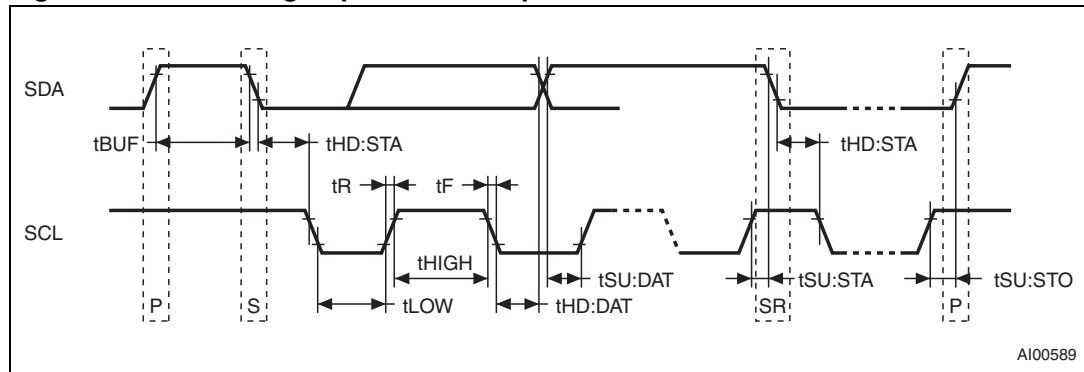 SDA
tBUF
tHD:STA
tHD:STA
tR
tF
SCL
tHIGH
tSU:DAT
tSU:STA
tSU:STO
P
S
tLOW
tHD:DAT
SR
P
AI00589